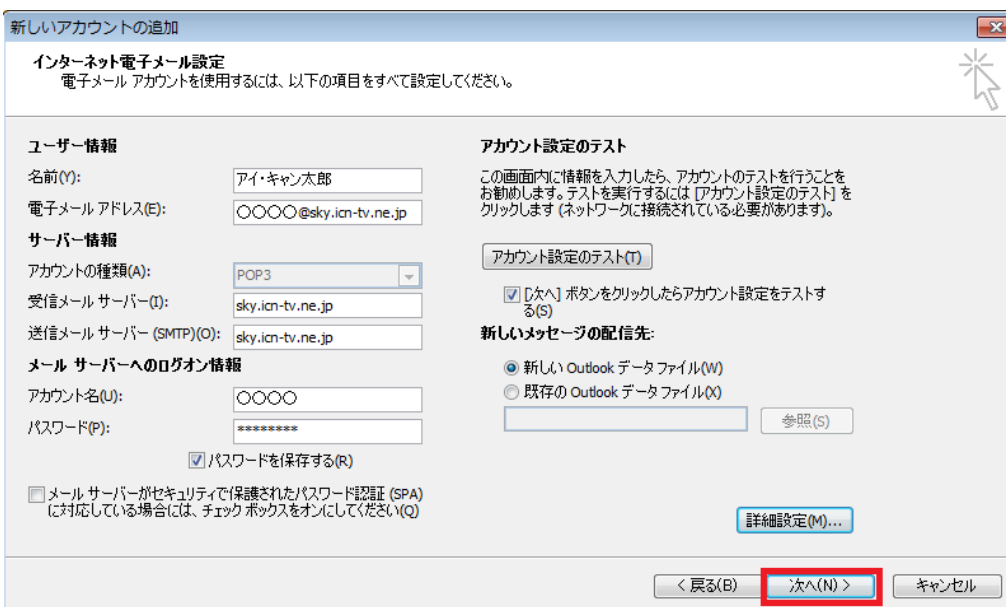 新しいアカウントの追加
インターネット電子メール設定
電子メール アカウントを使用するには、以下の項目をすべて設定してください。
ユーザー情報
名前(Y):
アイ・キャン太郎
電子メール アドレス(E):
〇〇〇〇@sky.icn-tv.ne.jp
サーバー情報
アカウントの種類(A):
POP3
受信メール サーバー(I):
sky.icn-tv.ne.jp
送信メール サーバー (SMTP)(O):
sky.icn-tv.ne.jp
メール サーバーへのログオン情報
アカウント名(U):
〇〇〇〇
パスワード(P):
********
パスワードを保存する(R)
メール サーバーがセキュリティで保護されたパスワード認証 (SPA)
に対応している場合には、チェック ボックスをオンにしてください(Q)
アカウント設定のテスト
この画面内に情報を入力したら、アカウントのテストを行うことを
お勧めします。テストを実行するには [アカウント設定のテスト] を
クリックします (ネットワークに接続されている必要があります)。
アカウント設定のテスト(T)
[次へ] ボタンをクリックしたらアカウント設定をテストす
る(S)
新しいメッセージの配信先:
新しい Outlook データ ファイル(W)
既存の Outlook データ ファイル(X)
参照(S)
詳細設定(M)...
< 戻る(B)
次へ(N) >
キャンセル